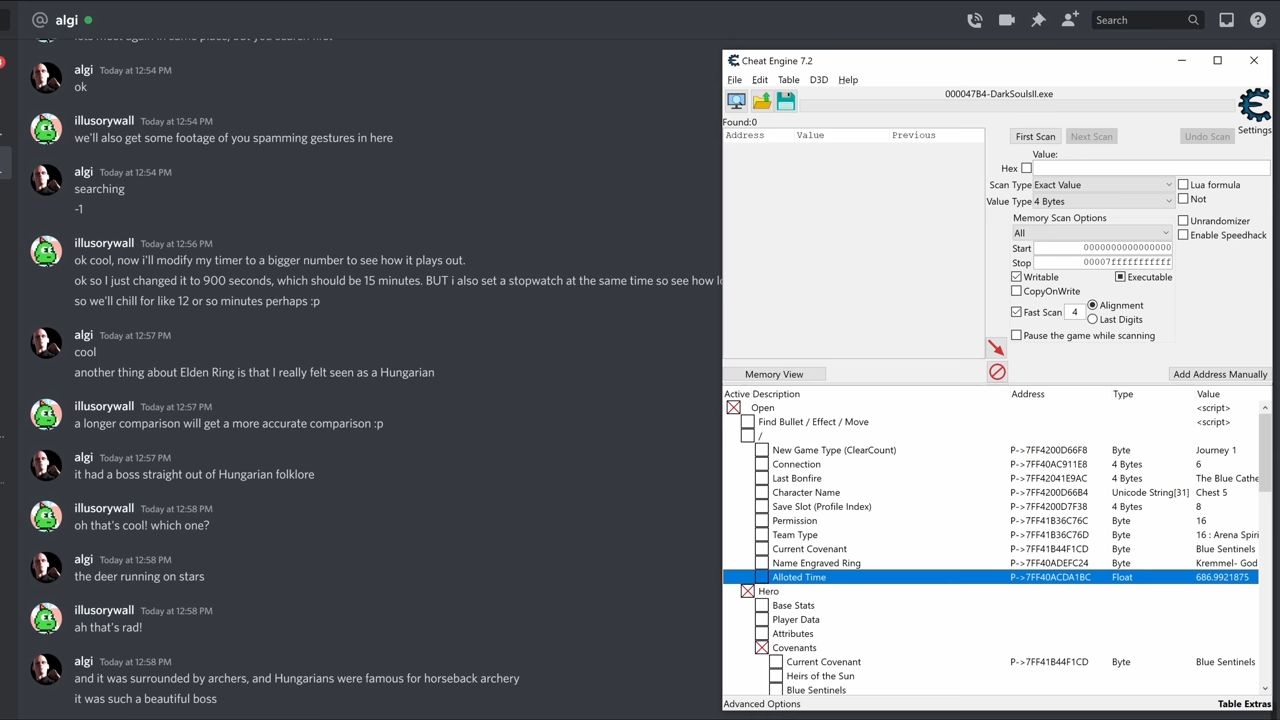 @ algi
Search
lets meet again in same place, but you search first
algi Today at 12:54 PM
ok
illusorywall Today at 12:54 PM
we'll also get some footage of you spamming gestures in here
algi Today at 12:54 PM
searching
-1
illusorywall Today at 12:56 PM
ok cool, now i'll modify my timer to a bigger number to see how it plays out.
ok so I just changed it to 900 seconds, which should be 15 minutes. BUT i also set a stopwatch at the same time so see how lo
so we'll chill for like 12 or so minutes perhaps :p
algi Today at 12:57 PM
cool
another thing about Elden Ring is that I really felt seen as a Hungarian
illusorywall Today at 12:57 PM
a longer comparison will get a more accurate comparison :p
algi Today at 12:57 PM
it had a boss straight out of Hungarian folklore
illusorywall Today at 12:58 PM
oh that's cool! which one?
algi Today at 12:58 PM
the deer running on stars
illusorywall Today at 12:58 PM
ah that's rad!
algi Today at 12:58 PM
and it was surrounded by archers, and Hungarians were famous for horseback archery
it was such a beautiful boss
Cheat Engine 7.2
File Edit Table D3D Help
000047B4-DarkSoulsII.exe
Found:0
Settings
Address Value Previous
First Scan Next Scan Undo Scan
Value:
Hex
Scan Type Exact Value
Lua formula
Value Type 4 Bytes
Not
Memory Scan Options
All
Unrandomizer
Enable Speedhack
Start 0000000000000000
Stop 00007fffffffffff
Writable Executable
CopyOnWrite
Fast Scan 4 Alignment
Last Digits
Pause the game while scanning
Memory View
Add Address Manually
Active Description Address Type Value
Open <script>
Find Bullet / Effect / Move <script>
/
New Game Type (ClearCount) P->7FF4200D66F8 Byte Journey 1
Connection P->7FF40AC911E8 4 Bytes 6
Last Bonfire P->7FF42041E9AC 4 Bytes The Blue Cathe
Character Name P->7FF4200D66B4 Unicode String[31] Chest 5
Save Slot (Profile Index) P->7FF4200D7F38 4 Bytes 8
Permission P->7FF41B36C76C Byte 16
Team Type P->7FF41B36C76D Byte 16 : Arena Spiri
Current Covenant P->7FF41B44F1CD Byte Blue Sentinels
Name Engraved Ring P->7FF40ADEFC24 Byte Kremmel- God
Alloted Time P->7FF40ACDA1BC Float 686.9921875
Hero
Base Stats
Player Data
Attributes
Covenants
Current Covenant P->7FF41B44F1CD Byte Blue Sentinels
Heirs of the Sun
Blue Sentinels
Advanced Options
Table Extras